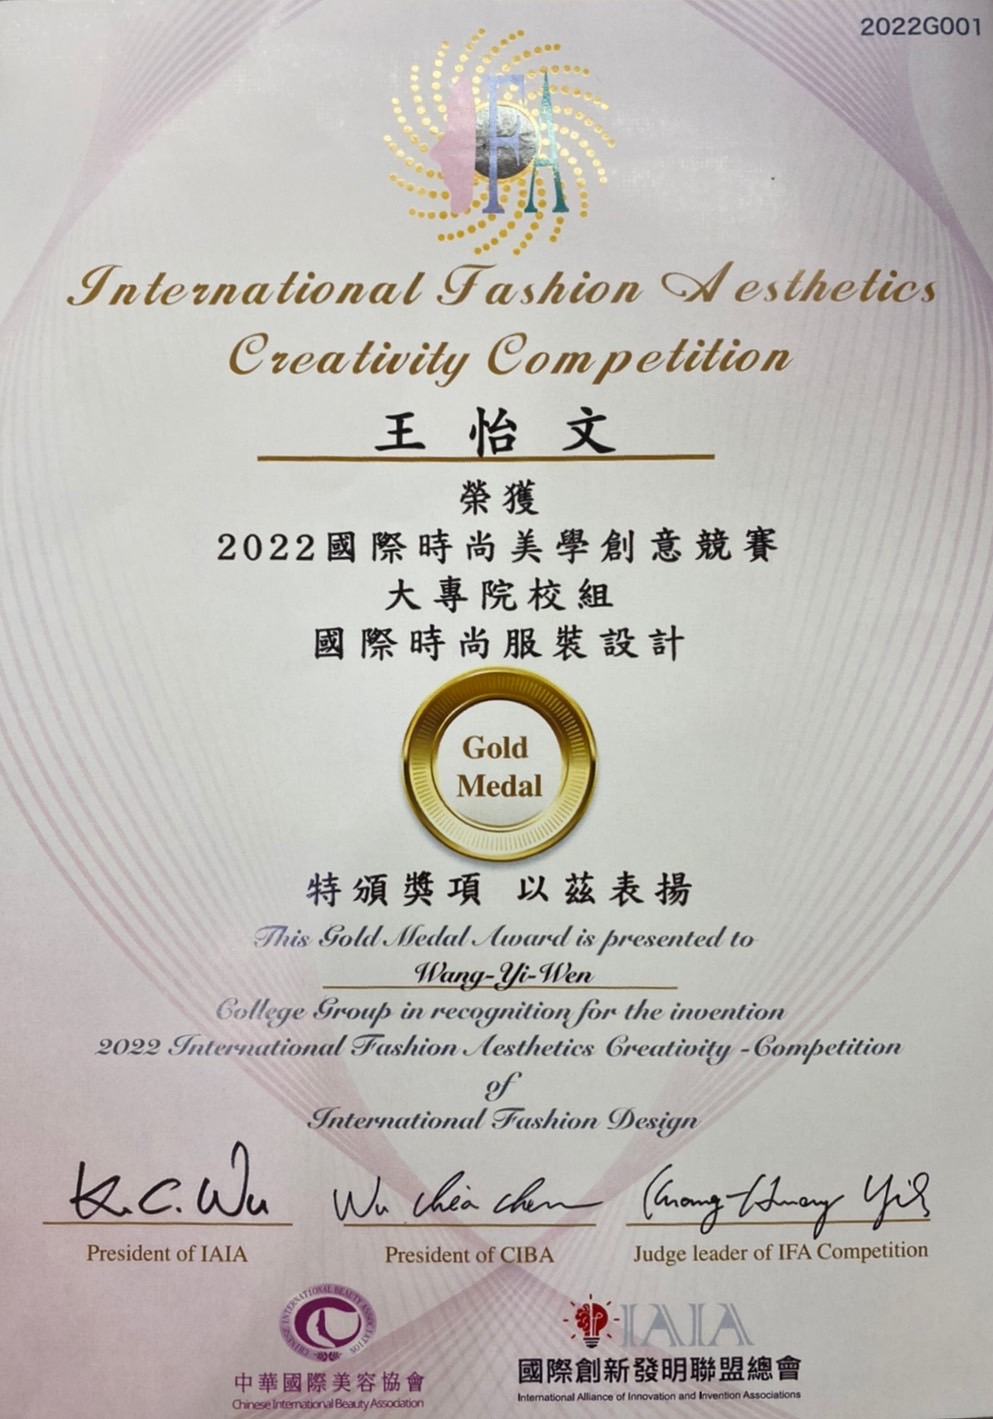 2022G001
IFA
International Fashion Aesthetics
Creativity Competition
王怡文
榮獲
2022國際時尚美學創意競賽
大專院校組
國際時尚服裝設計
Gold
Medal
特頒獎項 以茲表揚
This Gold Medal Award is presented to
Wang-Yi-Wen
College Group in recognition for the invention
2022 International Fashion Aesthetics Creativity -Competition
of
International Fashion Design
K.C. Wu
Wu Chia Chen
President of IAIA
President of CIBA
Judge leader of IFA Competition
CHINESE INTERNATIONAL BEAUTY ASSOCIATION
中華國際美容協會
Chinese International Beauty Association
IAIA
國際創新發明聯盟總會
International Alliance of Innovation and Invention Associations